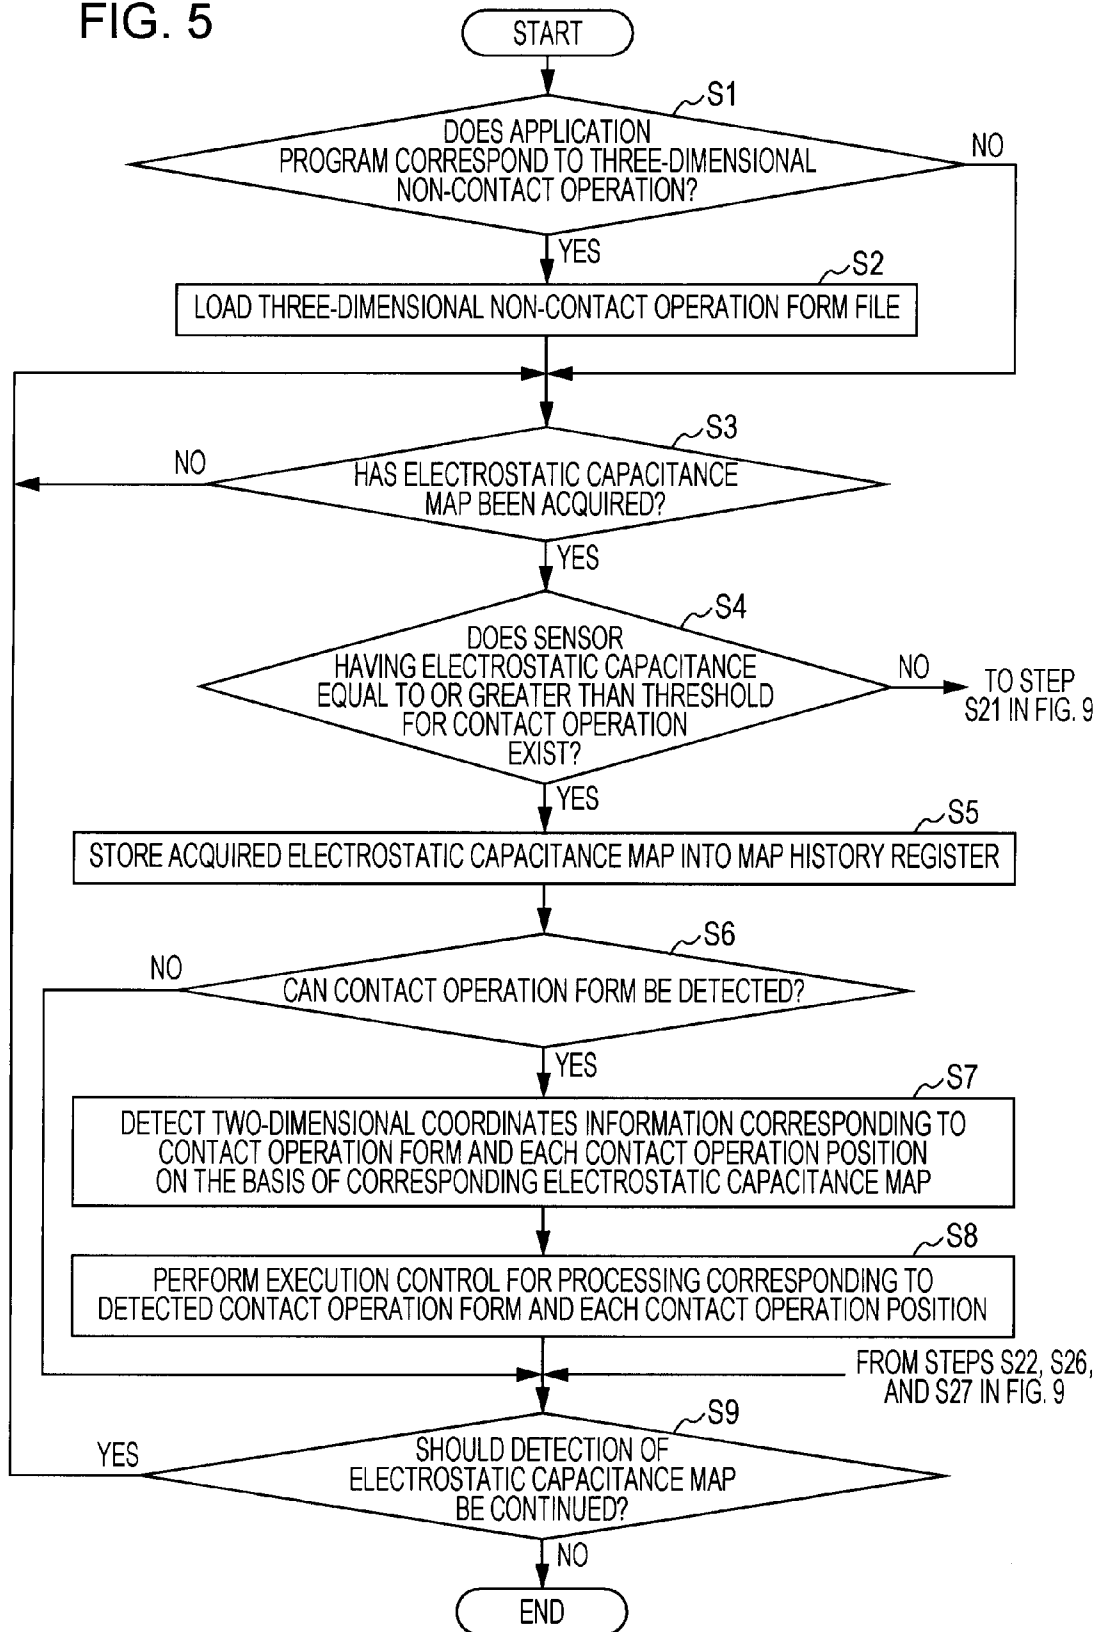 FIG. 5
START
S1
DOES APPLICATION
PROGRAM CORRESPOND TO THREE-DIMENSIONAL
NON-CONTACT OPERATION?
NO
YES
S2
LOAD THREE-DIMENSIONAL NON-CONTACT OPERATION FORM FILE
S3
NO
HAS ELECTROSTATIC CAPACITANCE
MAP BEEN ACQUIRED?
YES
S4
DOES SENSOR
HAVING ELECTROSTATIC CAPACITANCE
EQUAL TO OR GREATER THAN THRESHOLD
FOR CONTACT OPERATION
EXIST?
NO
TO STEP
S21 IN FIG. 9
YES
S5
STORE ACQUIRED ELECTROSTATIC CAPACITANCE MAP INTO MAP HISTORY REGISTER
S6
NO
CAN CONTACT OPERATION FORM BE DETECTED?
YES
S7
DETECT TWO-DIMENSIONAL COORDINATES INFORMATION CORRESPONDING TO
CONTACT OPERATION FORM AND EACH CONTACT OPERATION POSITION
ON THE BASIS OF CORRESPONDING ELECTROSTATIC CAPACITANCE MAP
S8
PERFORM EXECUTION CONTROL FOR PROCESSING CORRESPONDING TO
DETECTED CONTACT OPERATION FORM AND EACH CONTACT OPERATION POSITION
FROM STEPS S22, S26,
AND S27 IN FIG. 9
S9
YES
SHOULD DETECTION OF
ELECTROSTATIC CAPACITANCE MAP
BE CONTINUED?
NO
END